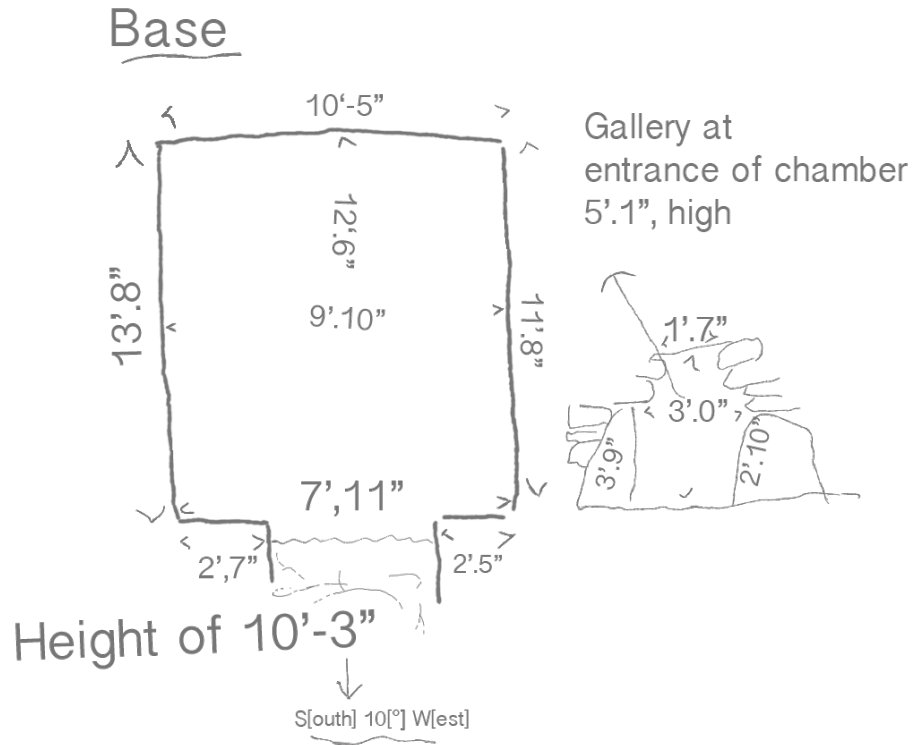 Base
10‘-5”
Gallery at
entrance of chamber
5’.1”, high
12‘.6”
13’.8”
9’.10”
11’.8”
1’.7”
3’.0”
3’.9”
2’.10”
7’,11”
2’,7”
2’.5”
Height of 10’-3”
S[outh] 10[°] W[est]